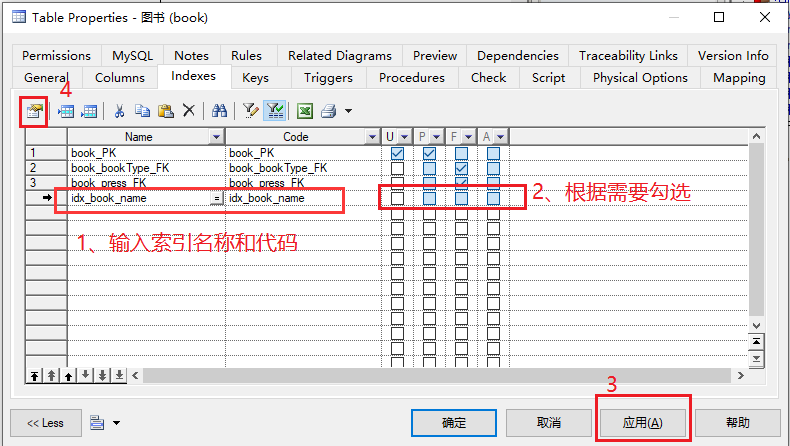 Table Properties - 图书 (book)
Permissions MySQL Notes Rules Related Diagrams Preview Dependencies Traceability Links Version Info
General Columns Indexes Keys Triggers Procedures Check Script Physical Options Mapping
4
Name Code U P F A
1 book_PK book_PK
2 book_bookType_FK book_bookType_FK
3 book_press_FK book_press_FK
idx_book_name = idx_book_name
2、根据需要勾选
1、输入索引名称和代码
3
<< Less 确定 取消 应用(A) 帮助